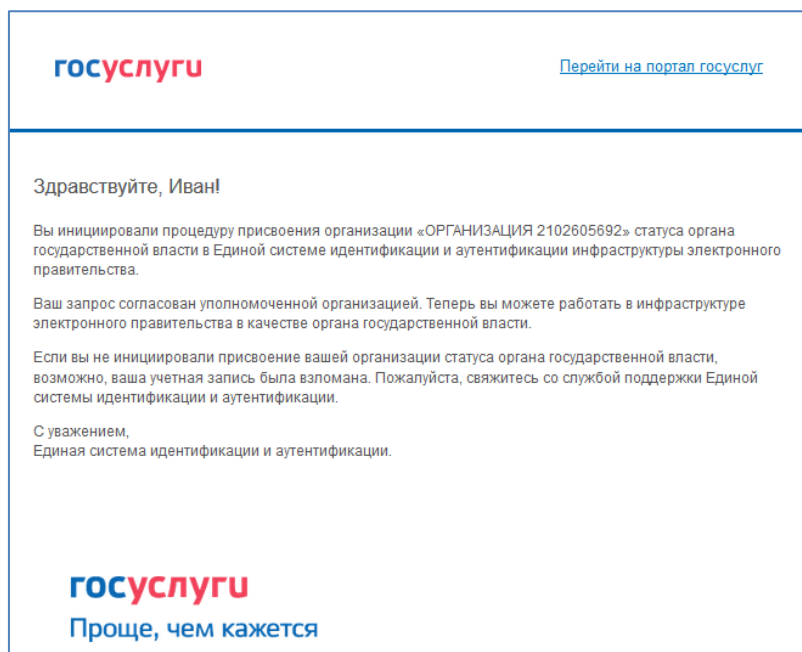 госуслуги
Перейти на портал госуслуг
Здравствуйте, Иван!
Вы инициировали процедуру присвоения организации «ОРГАНИЗАЦИЯ 2102605692» статуса органа
государственной власти в Единой системе идентификации и аутентификации инфраструктуры электронного
правительства.
Ваш запрос согласован уполномоченной организацией. Теперь вы можете работать в инфраструктуре
электронного правительства в качестве органа государственной власти.
Если вы не инициировали присвоение вашей организации статуса органа государственной власти,
возможно, ваша учетная запись была взломана. Пожалуйста, свяжитесь со службой поддержки Единой
системы идентификации и аутентификации.
С уважением,
Единая система идентификации и аутентификации.
госуслуги
Проще, чем кажется